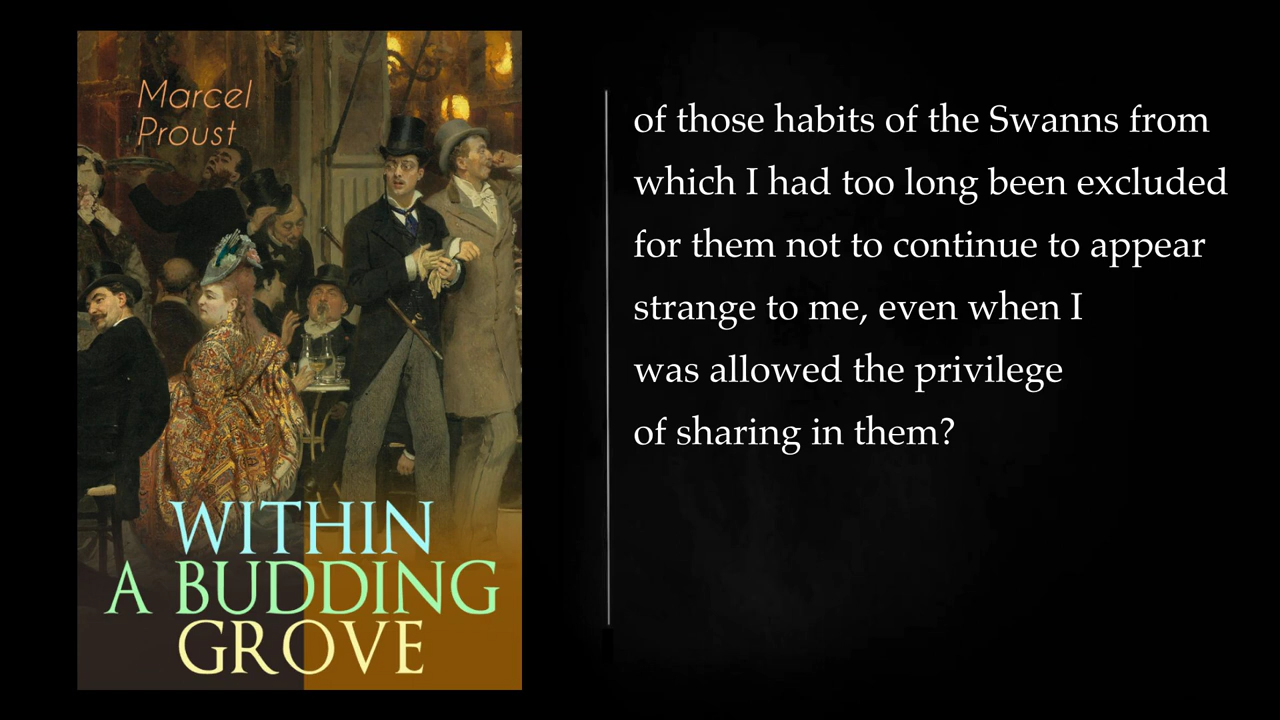 Marcel
Proust
WITHIN
A BUDDING
GROVE
of those habits of the Swanns from
which I had too long been excluded
for them not to continue to appear
strange to me, even when I
was allowed the privilege
of sharing in them?